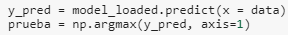 y_pred = model_loaded.predict(x = data)
prueba = np.argmax(y_pred, axis=1)